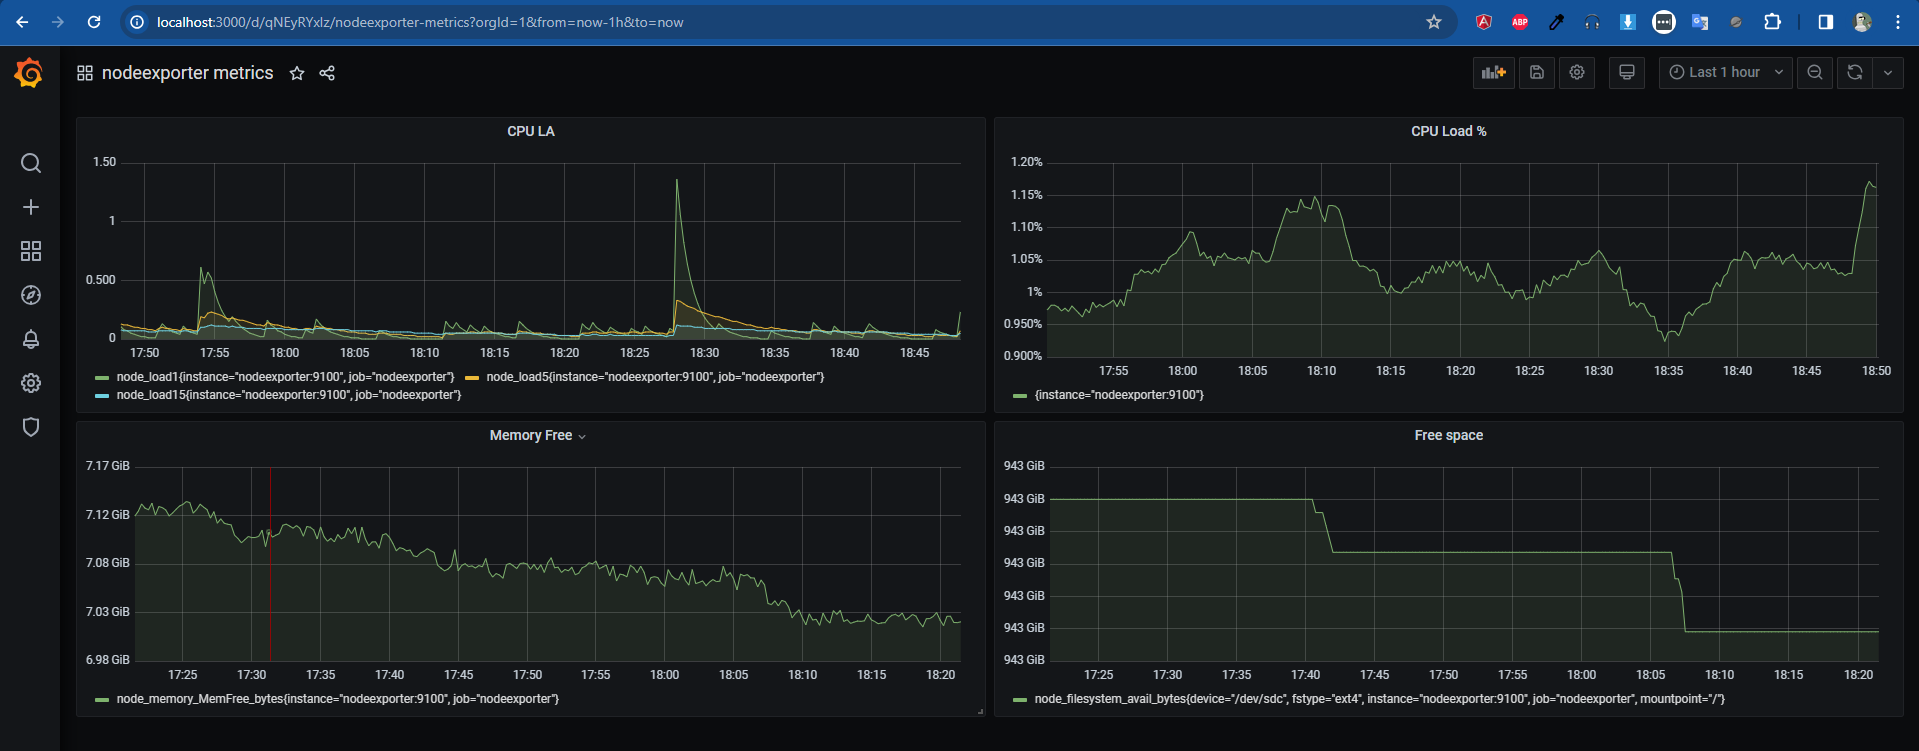 localhost:3000/d/qNEyRYxlz/nodeexporter-metrics?orgId=1&from=now-1h&to=now
ABP
nodeexporter metrics
Last 1 hour
CPU LA
1.50
1
0.500
0
17:50 17:55 18:00 18:05 18:10 18:15 18:20 18:25 18:30 18:35 18:40 18:45
node_load1{instance="nodeexporter:9100", job="nodeexporter"} node_load5{instance="nodeexporter:9100", job="nodeexporter"}
node_load15{instance="nodeexporter:9100", job="nodeexporter"}
CPU Load %
1.20%
1.15%
1.10%
1.05%
1%
0.950%
0.900%
17:55 18:00 18:05 18:10 18:15 18:20 18:25 18:30 18:35 18:40 18:45 18:50
{instance="nodeexporter:9100"}
Memory Free
7.17 GiB
7.12 GiB
7.08 GiB
7.03 GiB
6.98 GiB
17:25 17:30 17:35 17:40 17:45 17:50 17:55 18:00 18:05 18:10 18:15 18:20
node_memory_MemFree_bytes{instance="nodeexporter:9100", job="nodeexporter"}
Free space
943 GiB
943 GiB
943 GiB
943 GiB
943 GiB
943 GiB
943 GiB
17:25 17:30 17:35 17:40 17:45 17:50 17:55 18:00 18:05 18:10 18:15 18:20
node_filesystem_avail_bytes{device="/dev/sdc", fstype="ext4", instance="nodeexporter:9100", job="nodeexporter", mountpoint="/"}